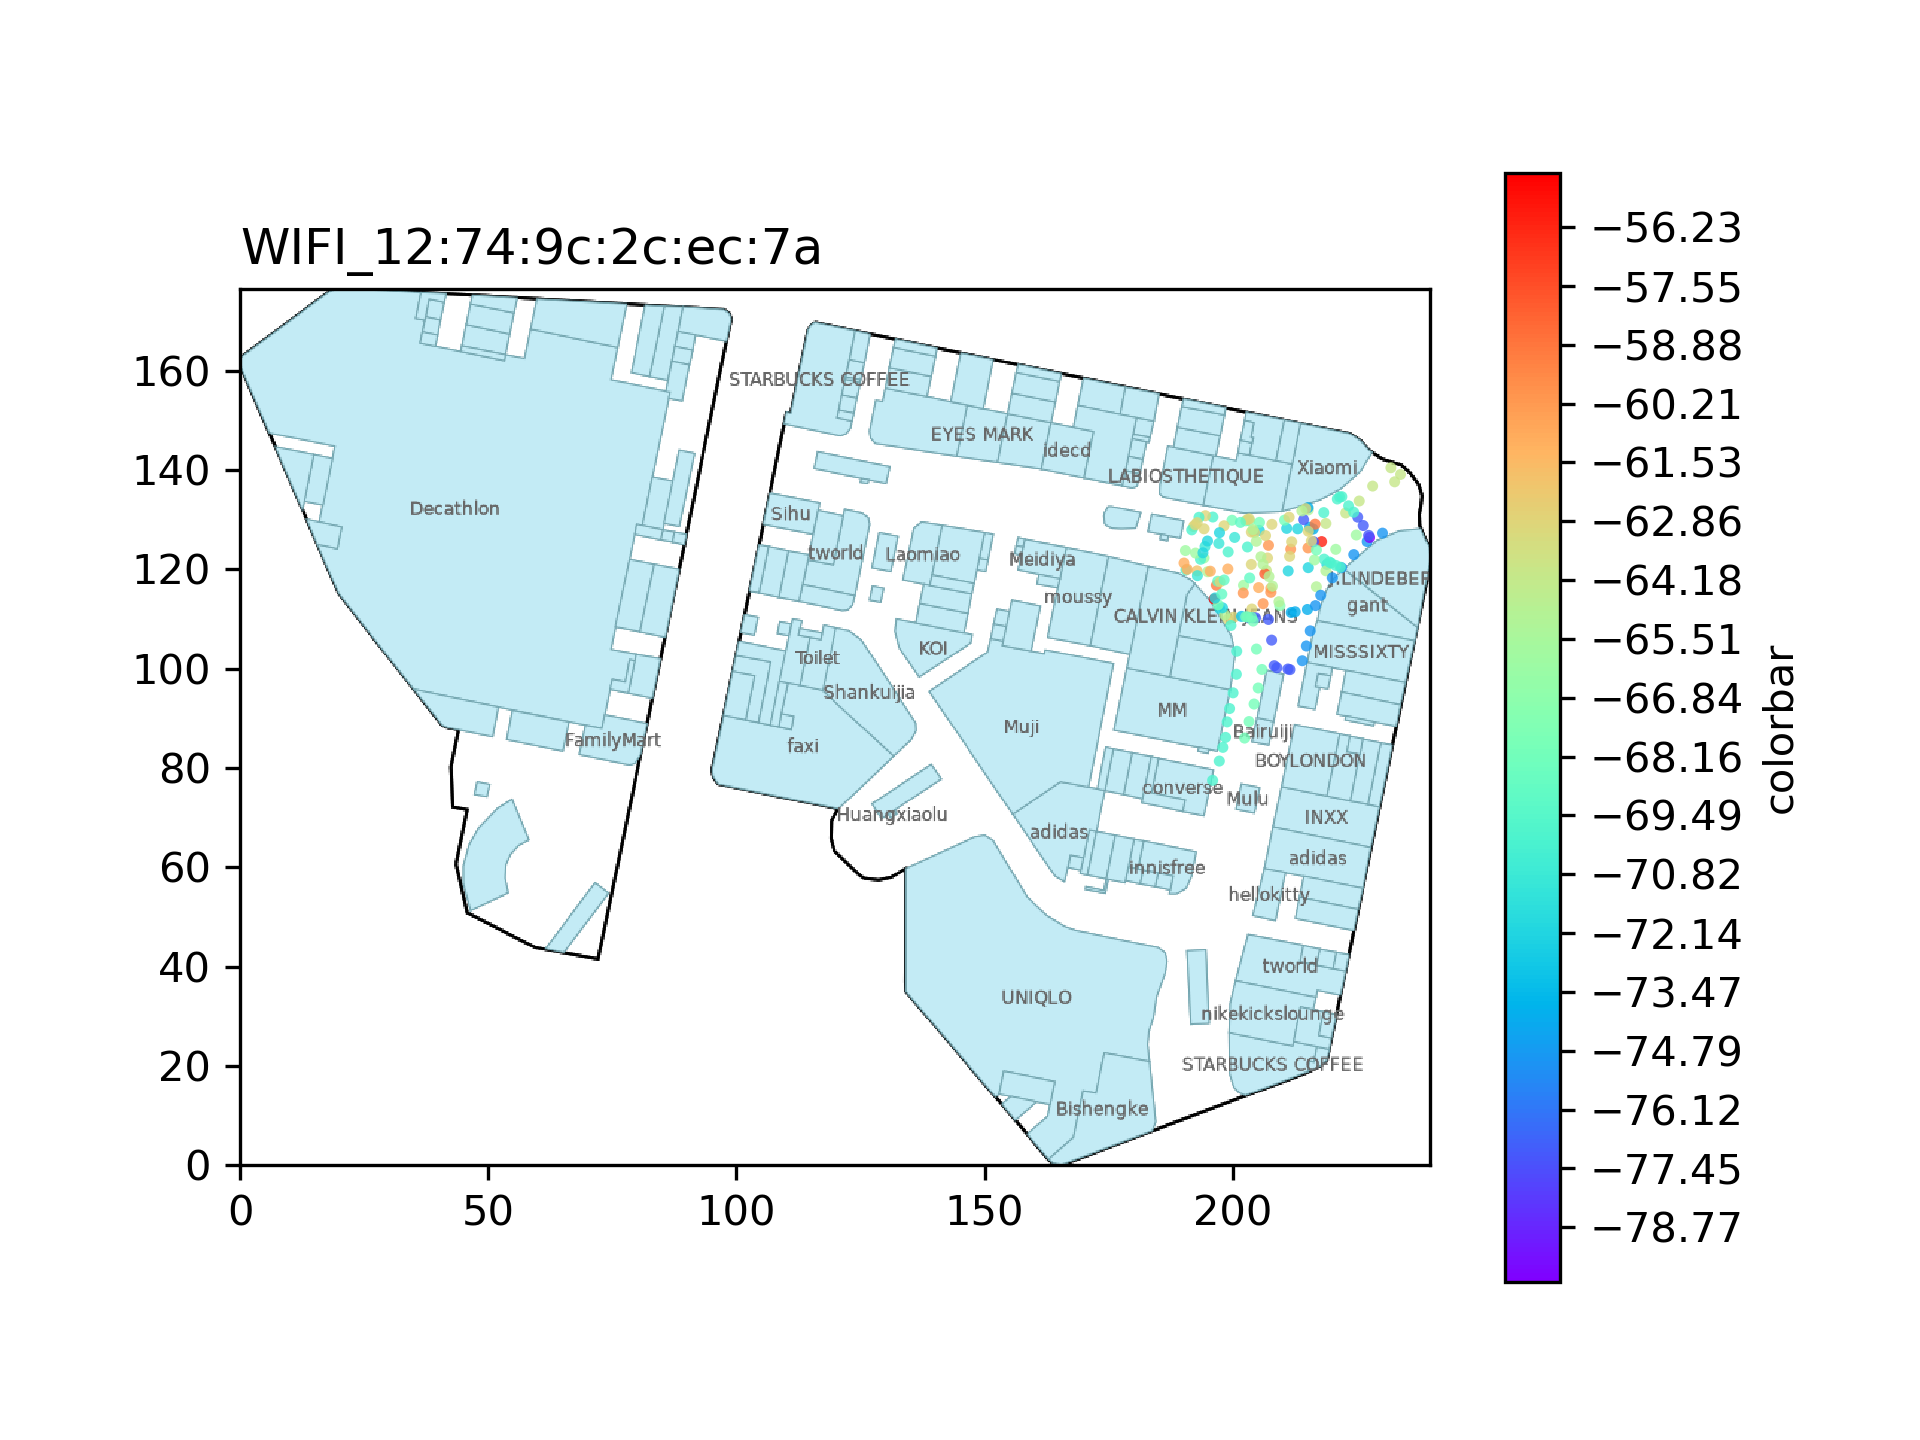 WIFI_12:74:9c:2c:ec:7a
160
140
120
100
80
60
40
20
0
0
50
100
150
200
Decathlon
FamilyMart
STARBUCKS COFFEE
EYES MARK
idecd
LABIOSTHETIQUE
Xiaomi
Sihu
tworld
Laomiao
Meidiya
moussy
CALVIN KLEIN JEANS
J.LINDEBER
gant
MISSSIXTY
KOI
Toilet
Shankuijia
faxi
Muji
MM
Bairuiji
BOYLONDON
converse
Mulu
Huangxiaolu
adidas
INXX
adidas
innisfree
hellokitty
UNIQLO
tworld
nikekickslounge
STARBUCKS COFFEE
Bishengke
−56.23
−57.55
−58.88
−60.21
−61.53
−62.86
−64.18
−65.51
−66.84
−68.16
−69.49
−70.82
−72.14
−73.47
−74.79
−76.12
−77.45
−78.77
colorbar